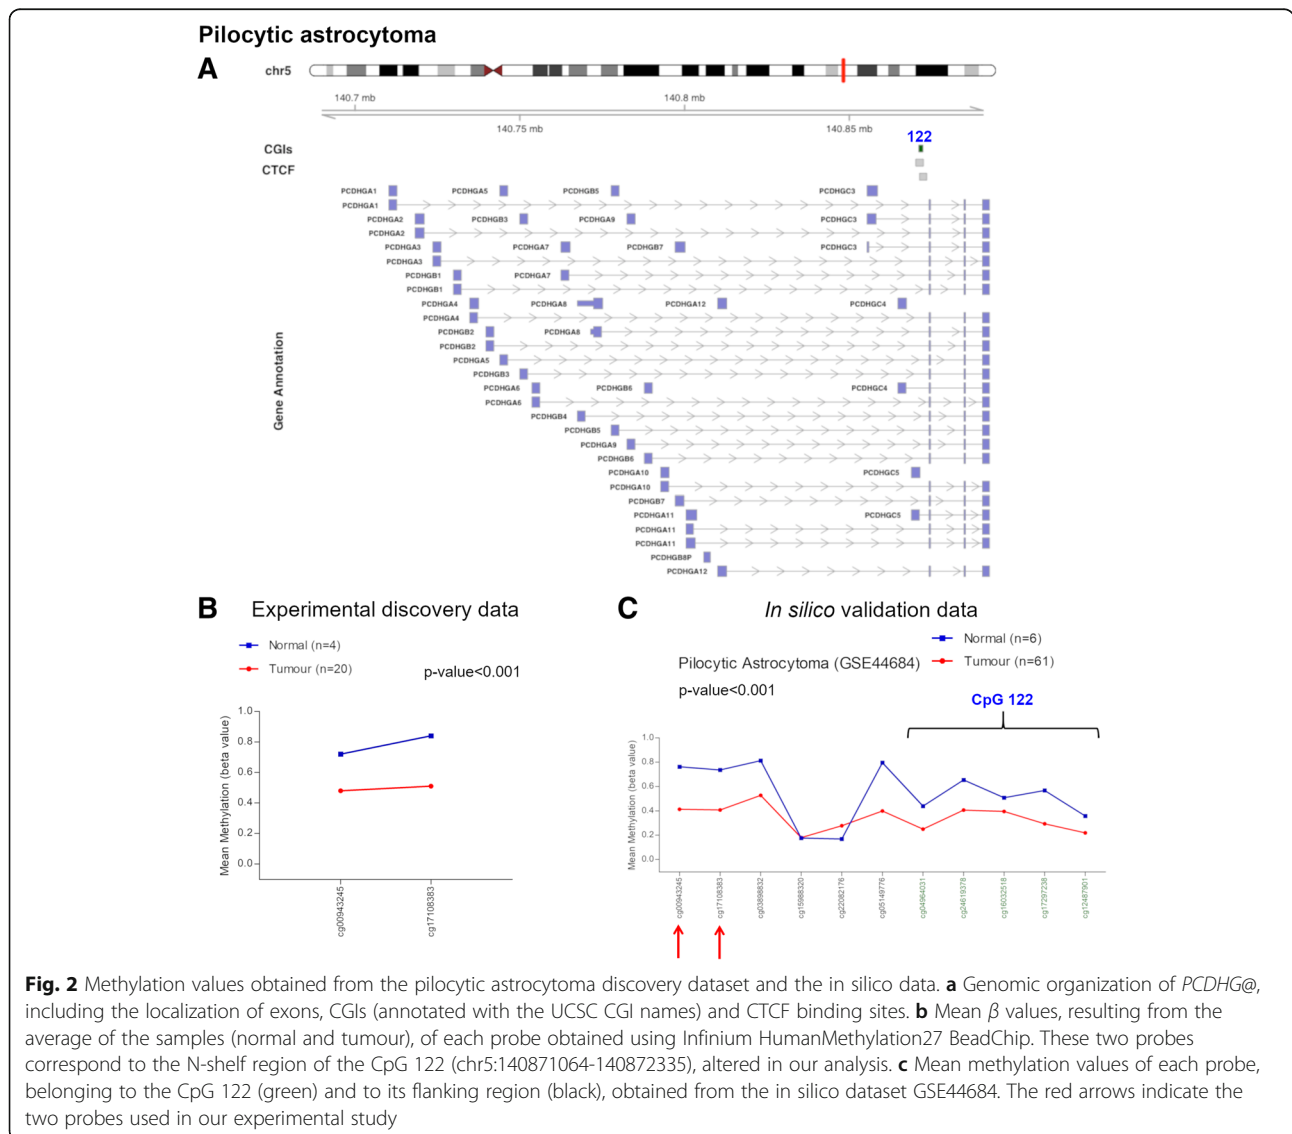 Pilocytic astrocytoma
A
chr5
140.7 mb
140.8 mb
140.75 mb
140.85 mb
122
CGIs
CTCF
Gene Annotation
PCDHGA1 PCDHGA5 PCDHGB5 PCDHGC3
PCDHGA1
PCDHGA2 PCDHGB3 PCDHGA9 PCDHGC3
PCDHGA2
PCDHGA3 PCDHGA7 PCDHGB7 PCDHGC3
PCDHGA3
PCDHGB1 PCDHGA7
PCDHGB1
PCDHGA4 PCDHGA8 PCDHGA12 PCDHGC4
PCDHGA4
PCDHGB2 PCDHGA8
PCDHGB2
PCDHGA5
PCDHGB3
PCDHGA6 PCDHGB6 PCDHGC4
PCDHGA6
PCDHGB4
PCDHGB5
PCDHGA9
PCDHGB6
PCDHGA10 PCDHGC5
PCDHGA10
PCDHGB7
PCDHGA11 PCDHGC5
PCDHGA11
PCDHGA11
PCDHGB8P
PCDHGA12
B Experimental discovery data
Normal (n=4)
Tumour (n=20)
p-value<0.001
Mean Methylation (beta value)
1.0
0.8
0.6
0.4
0.2
0.0
cg00943245
cg17108383
C In silico validation data
Normal (n=6)
Tumour (n=61)
Pilocytic Astrocytoma (GSE44684)
p-value<0.001
CpG 122
Mean Methylation (beta value)
1.0
0.8
0.6
0.4
0.2
0.0
cg00943245
cg17108383
cg03898832
cg15988320
cg22082176
cg05149776
cg04964031
cg24619378
cg16032518
cg17297238
cg12487901
Fig. 2 Methylation values obtained from the pilocytic astrocytoma discovery dataset and the in silico data. a Genomic organization of PCDHG@,
including the localization of exons, CGIs (annotated with the UCSC CGI names) and CTCF binding sites. b Mean β values, resulting from the
average of the samples (normal and tumour), of each probe obtained using Infinium HumanMethylation27 BeadChip. These two probes
correspond to the N-shelf region of the CpG 122 (chr5:140871064-140872335), altered in our analysis. c Mean methylation values of each probe,
belonging to the CpG 122 (green) and to its flanking region (black), obtained from the in silico dataset GSE44684. The red arrows indicate the
two probes used in our experimental study